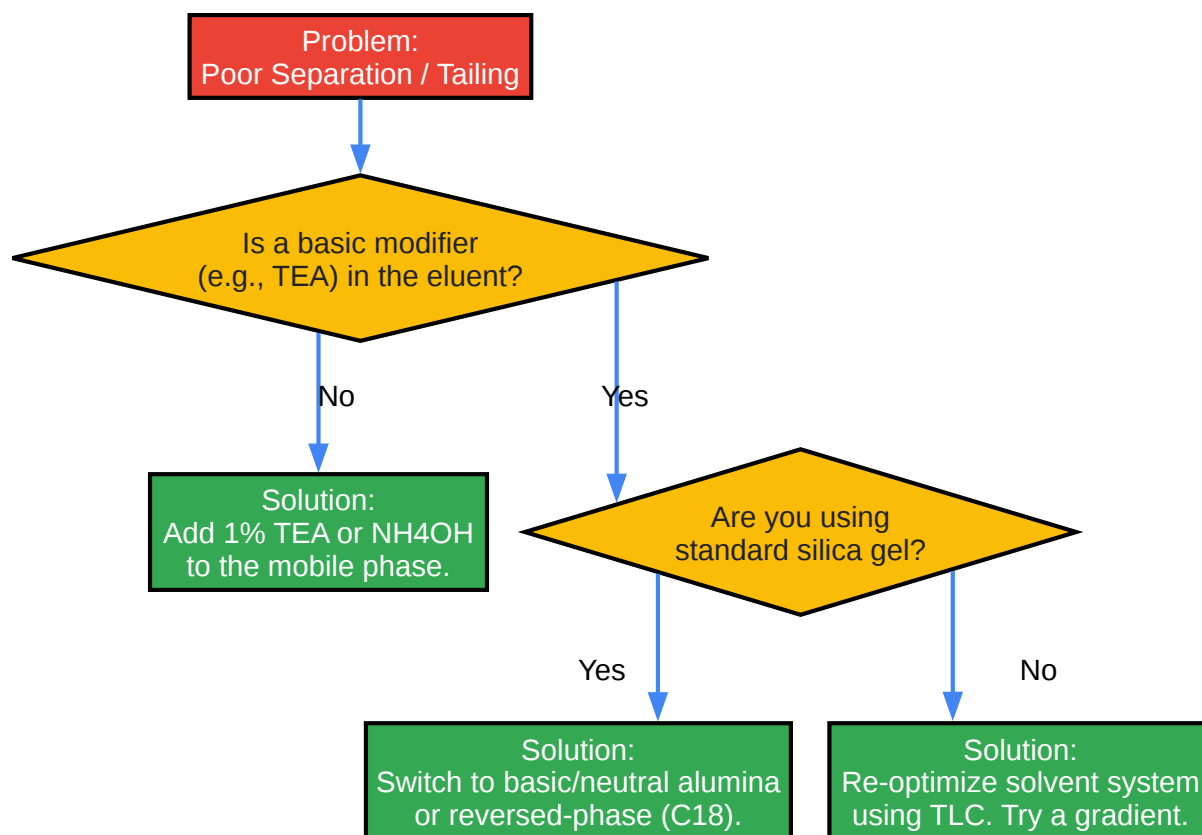 Problem:
Poor Separation / Tailing
Is a basic modifier
(e.g., TEA) in the eluent?
No
Yes
Solution:
Add 1% TEA or NH4OH
to the mobile phase.
Are you using
standard silica gel?
Yes
No
Solution:
Switch to basic/neutral alumina
or reversed-phase (C18).
Solution:
Re-optimize solvent system
using TLC. Try a gradient.